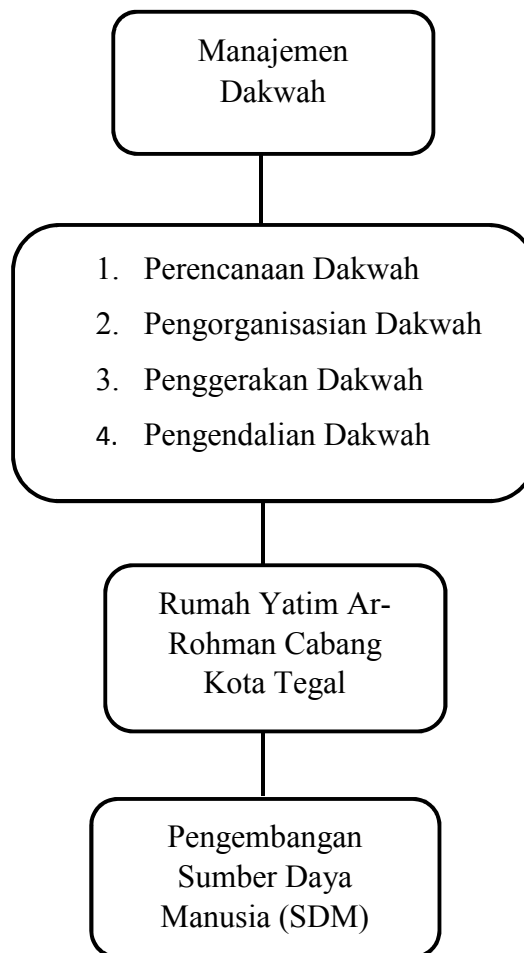 Manajemen
Dakwah
1. Perencanaan Dakwah
2. Pengorganisasian Dakwah
3. Penggerakan Dakwah
4. Pengendalian Dakwah
Rumah Yatim Ar-
Rohman Cabang
Kota Tegal
Pengembangan
Sumber Daya
Manusia (SDM)